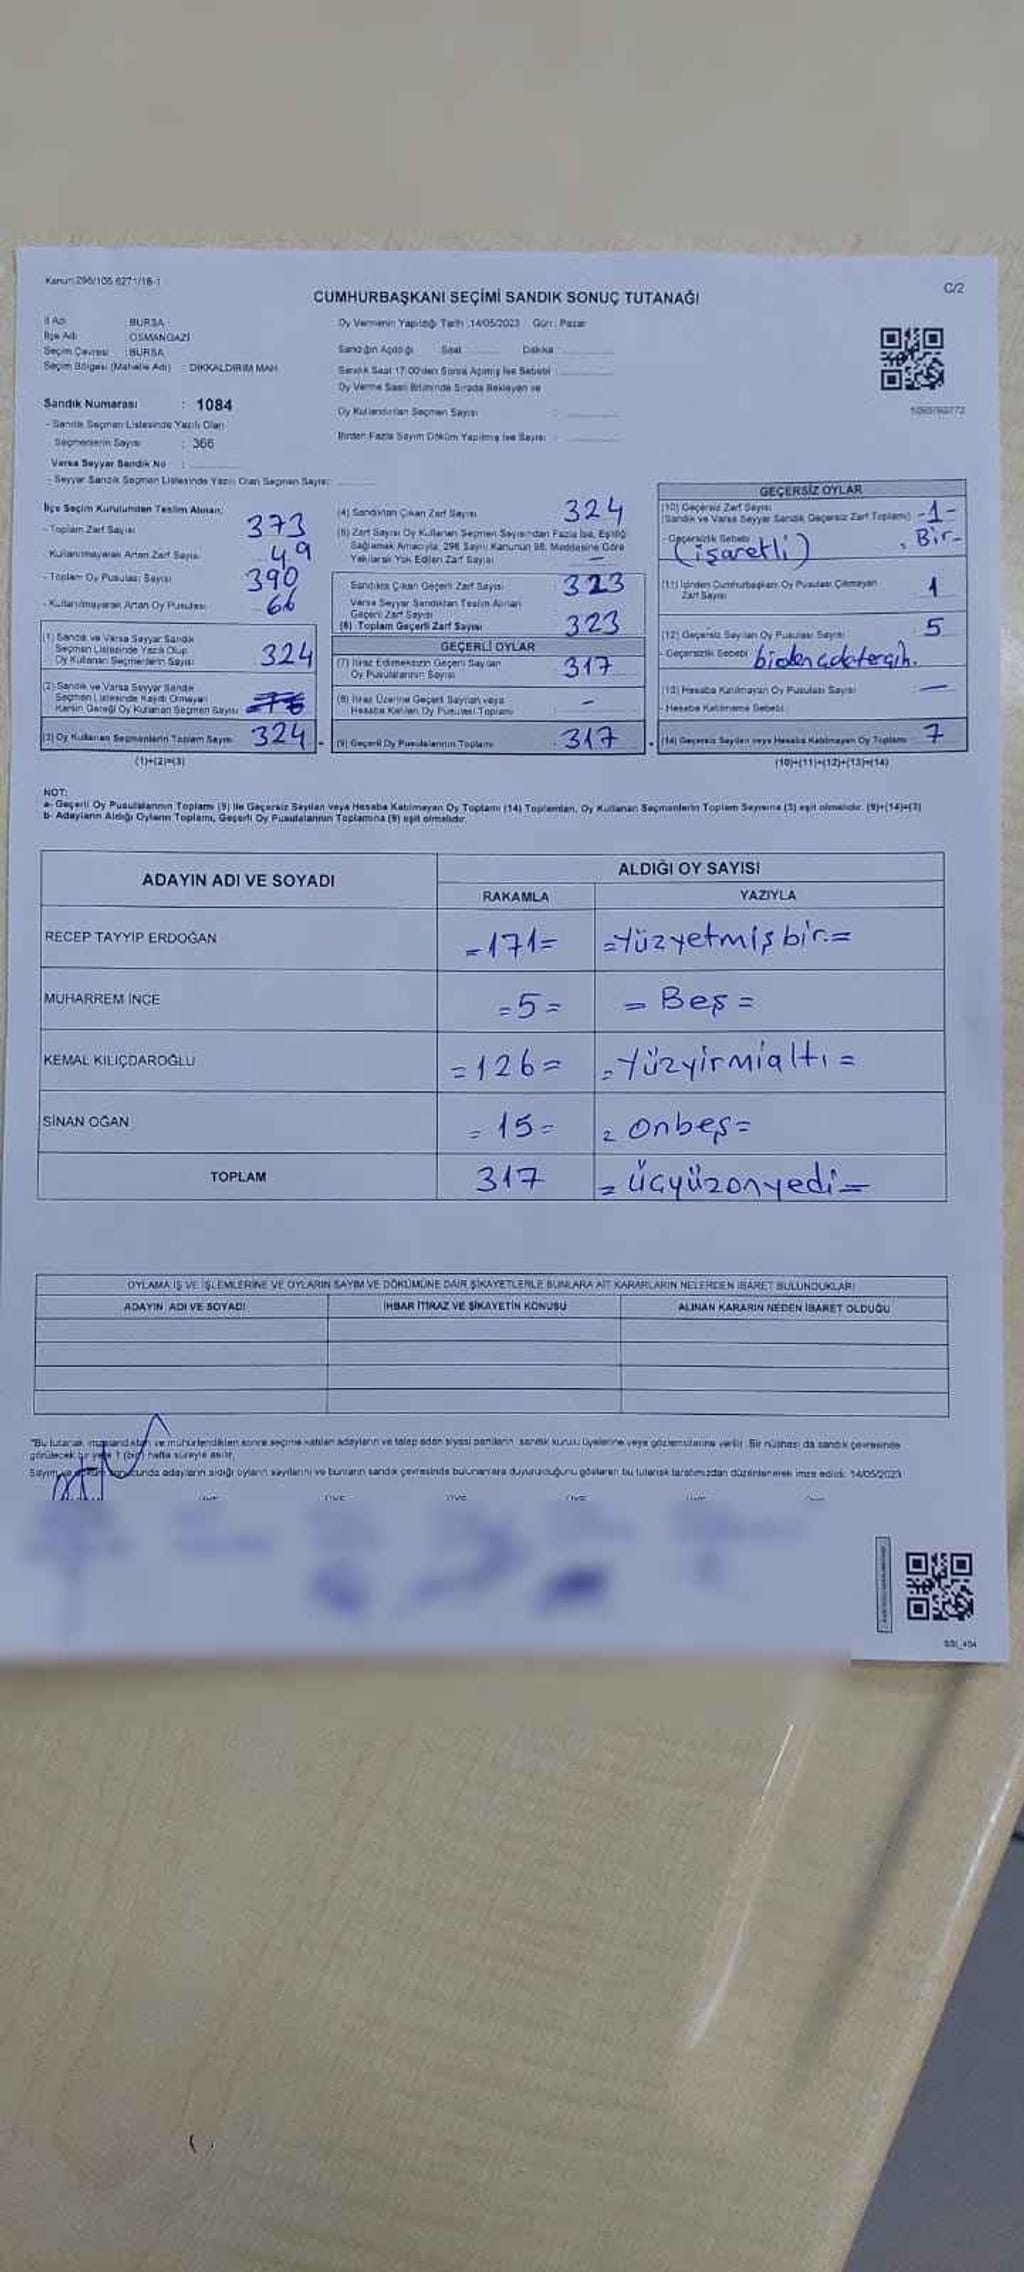 Kanun:298/105 6271/18-1
C/2
CUMHURBAŞKANI SEÇİMİ SANDIK SONUÇ TUTANAĞI
İl Adı : BURSA
İlçe Adı : OSMANGAZİ
Seçim Çevresi : BURSA
Seçim Bölgesi (Mahalle Adı) : DİKKALDIRIM MAH.
Oy Vermenin Yapıldığı Tarih : 14/05/2023 Gün : Pazar
Sandığın Açıldığı Saat Dakika
Sandık Saat 17:00'den Sonra Açılmış İse Sebebi :
Oy Verme Saati Bitiminde Sırada Bekleyen ve
Oy Kullandırılan Seçmen Sayısı :
Birden Fazla Sayım Döküm Yapılmış İse Sayısı :
Sandık Numarası : 1084
- Sandık Seçmen Listesinde Yazılı Olan
Seçmenlerin Sayısı : 366
Varsa Seyyar Sandık No :
- Seyyar Sandık Seçmen Listesinde Yazılı Olan Seçmen Sayısı:
İlçe Seçim Kurulundan Teslim Alınan;
- Toplam Zarf Sayısı 373
- Kullanılmayarak Artan Zarf Sayısı 49
- Toplam Oy Pusulası Sayısı 390
- Kullanılmayarak Artan Oy Pusulası 66
(1) Sandık ve Varsa Seyyar Sandık
Seçmen Listesinde Yazılı Olup
Oy Kullanan Seçmenlerin Sayısı 324
(2) Sandık ve Varsa Seyyar Sandık
Seçmen Listesinde Kaydı Olmayan
Kanun Gereği Oy Kullanan Seçmen Sayısı
(3) Oy Kullanan Seçmenlerin Toplam Sayısı 324
(1)+(2)=(3)
(4) Sandıktan Çıkan Zarf Sayısı 324
(5) Zarf Sayısı Oy Kullanan Seçmen Sayısından Fazla İse, Eşitliği
Sağlamak Amacıyla, 298 Sayılı Kanunun 98. Maddesine Göre
Yakılarak Yok Edilen Zarf Sayısı —
Sandıkta Çıkan Geçerli Zarf Sayısı 323
Varsa Seyyar Sandıktan Teslim Alınan
Geçerli Zarf Sayısı
(6) Toplam Geçerli Zarf Sayısı 323
GEÇERLİ OYLAR
(7) İtiraz Edilmeksizin Geçerli Sayılan
Oy Pusulalarının Sayısı 317
(8) İtiraz Üzerine Geçerli Sayılan veya
Hesaba Katılan Oy Pusulası Toplamı -
(9) Geçerli Oy Pusulalarının Toplamı 317
GEÇERSİZ OYLAR
(10) Geçersiz Zarf Sayısı
(Sandık ve Varsa Seyyar Sandık Geçersiz Zarf Toplamı) -1-
- Geçersizlik Sebebi
(işaretli) Bir-
(11) İçinden Cumhurbaşkanı Oy Pusulası Çıkmayan
Zarf Sayısı 1
(12) Geçersiz Sayılan Oy Pusulası Sayısı 5
- Geçersizlik Sebebi
(13) Hesaba Katılmayan Oy Pusulası Sayısı —
- Hesaba Katılmama Sebebi
(14) Geçersiz Sayılan veya Hesaba Katılmayan Oy Toplamı 7
(10)+(11)+(12)+(13)=(14)
NOT:
a- Geçerli Oy Pusulalarının Toplamı (9) ile Geçersiz Sayılan veya Hesaba Katılmayan Oy Toplamı (14) Toplamları, Oy Kullanan Seçmenlerin Toplam Sayısına (3) eşit olmalıdır. (9)+(14)=(3)
b- Adayların Aldığı Oyların Toplamı, Geçerli Oy Pusulalarının Toplamına (9) eşit olmalıdır.
ADAYIN ADI VE SOYADI
ALDIĞI OY SAYISI
RAKAMLA YAZIYLA
RECEP TAYYİP ERDOĞAN =171= =Yüzyetmişbir.=
MUHARREM İNCE =5= = Beş =
KEMAL KILIÇDAROĞLU =126= =Yüzyirmialtı =
SİNAN OĞAN = 15= = onbeş=
TOPLAM 317 = üçyüzonyedi=
OYLAMA İŞ VE İŞLEMLERİNE VE OYLARIN SAYIM VE DÖKÜMÜNE DAİR ŞİKAYETLERLE BUNLARA AİT KARARLARIN NELERDEN İBARET BULUNDUKLARI
ADAYIN ADI VE SOYADI İHBAR İTİRAZ VE ŞİKAYETİN KONUSU ALINAN KARARIN NEDEN İBARET OLDUĞU
"Bu tutanak, imzalandıktan ve mühürlendikten sonra seçime katılan adayların ve talep eden siyasi partilerin sandık kurulu üyelerine veya gözlemcilerine verilir. Bir nüshası da sandık çevresinde
görülecek bir yere 1 (bir) hafta süreyle asılır.
Sayım ve döküm sonucunda adayların aldığı oyların sayılarını ve bunların sandık çevresinde bulunanlara duyurulduğunu gösteren bu tutanak tarafımızdan düzenlenerek imza edildi. 14/05/2023
ÜYE ÜYE ÜYE ÜYE ÜYE
SSI_404